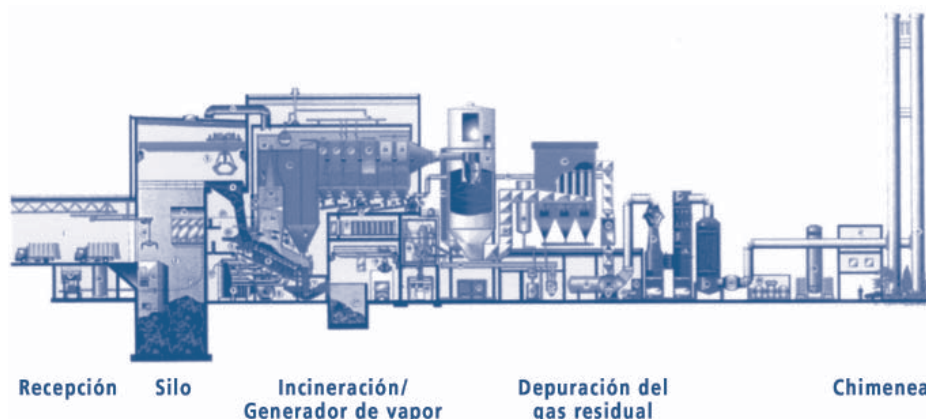 Recepción
Silo
Incineración/
Generador de vapor
Depuración del
gas residual
Chimenea